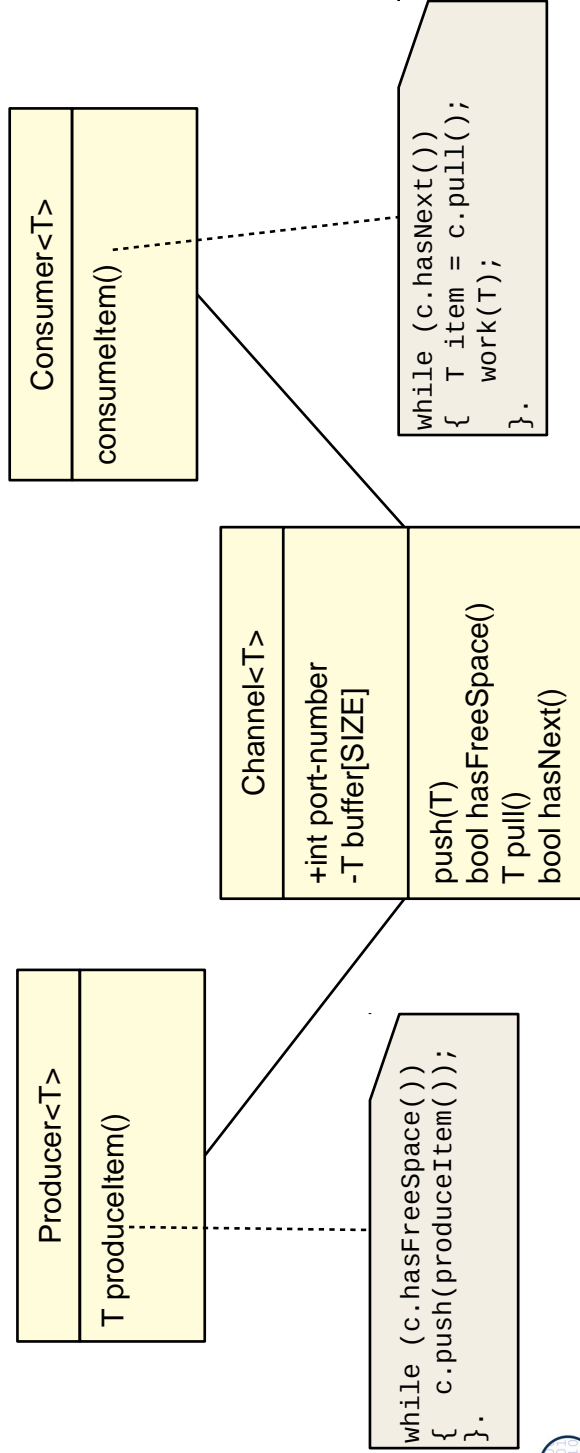 Producer<T>
T produceItem()
while (c.hasFreeSpace())
{  c.push(produceItem());
}.
Channel<T>
+int port-number
-T buffer[SIZE]
push(T)
bool hasFreeSpace()
T pull()
bool hasNext()
Consumer<T>
consumeItem()
while (c.hasNext())
{ T item = c.pull();
work(T);
}.